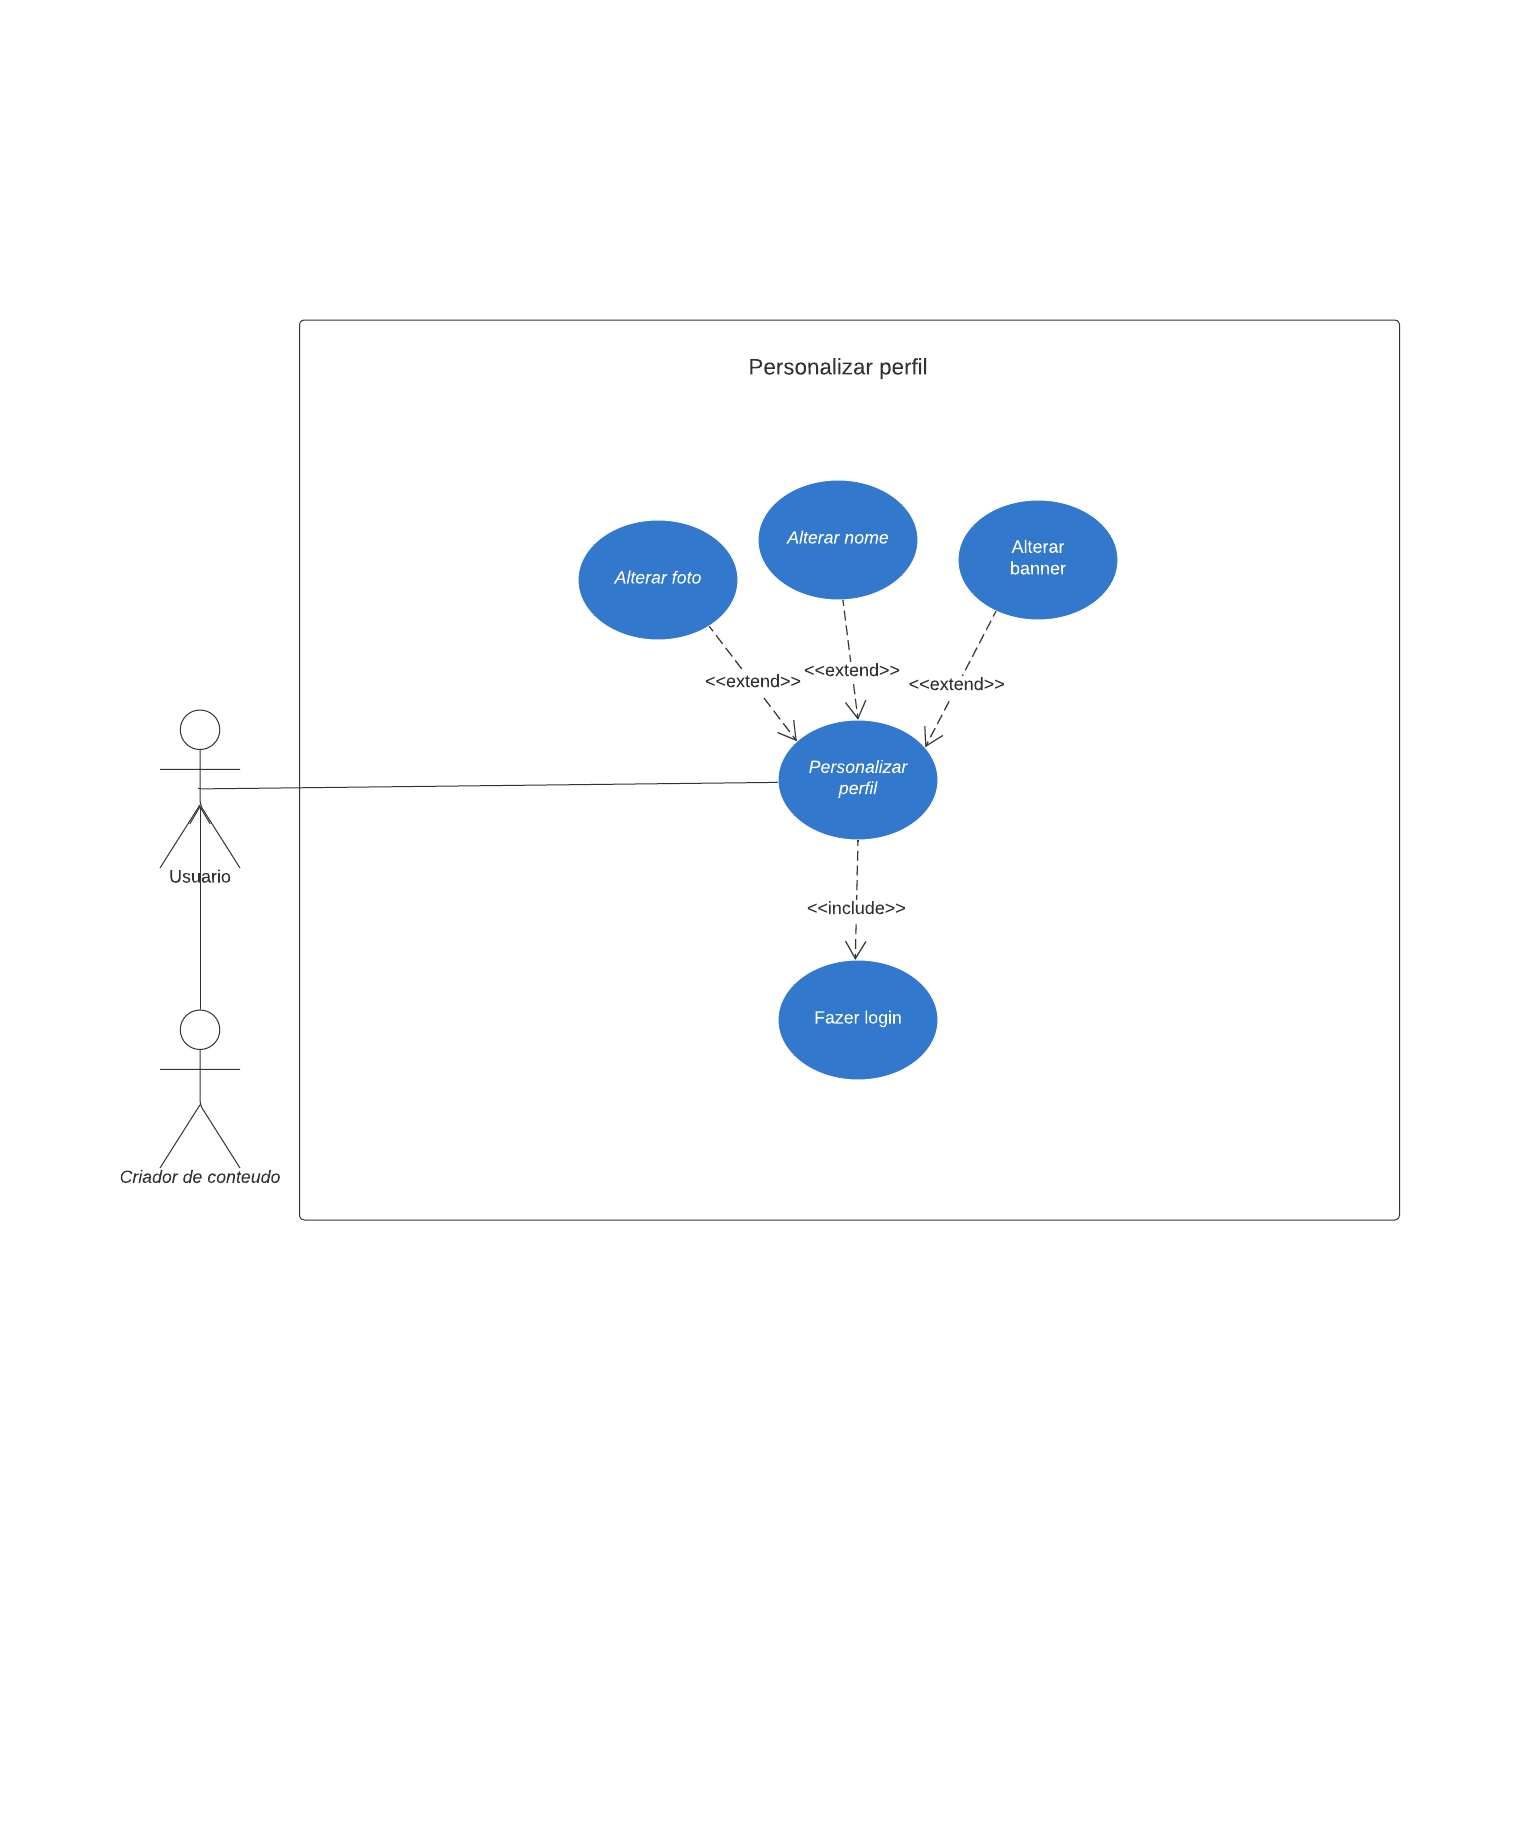 Personalizar perfil
Alterar foto
Alterar nome
Alterar
banner
<<extend>>
<<extend>>
<<extend>>
Personalizar
perfil
Usuario
<<include>>
Fazer login
Criador de conteudo